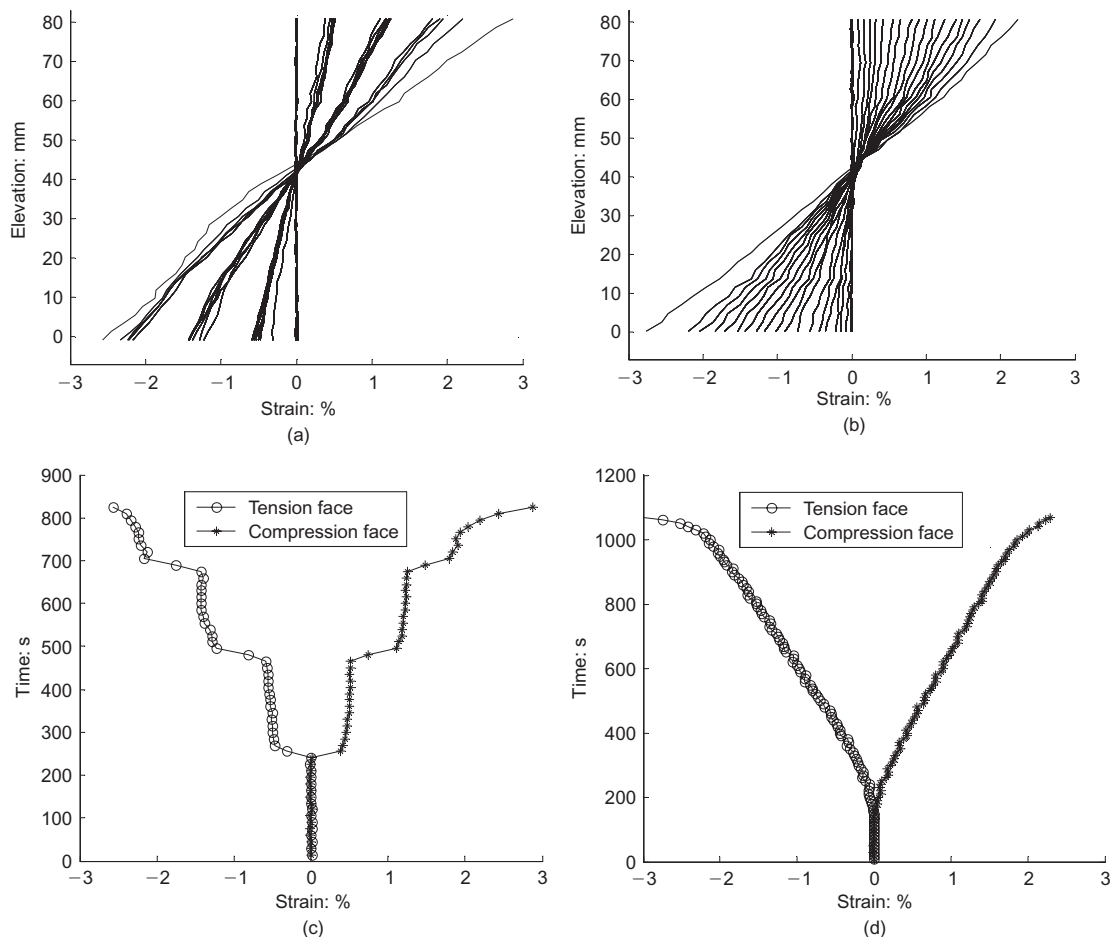 80
70
60
50
40
30
20
10
0
Elevation: mm
−3 −2 −1 0 1 2 3
Strain: %
(a)
80
70
60
50
40
30
20
10
0
Elevation: mm
−3 −2 −1 0 1 2 3
Strain: %
(b)
900
800
700
600
500
400
300
200
100
0
Time: s
Tension face
Compression face
−3 −2 −1 0 1 2 3
Strain: %
(c)
1200
1000
800
600
400
200
0
Time: s
Tension face
Compression face
−3 −2 −1 0 1 2 3
Strain: %
(d)